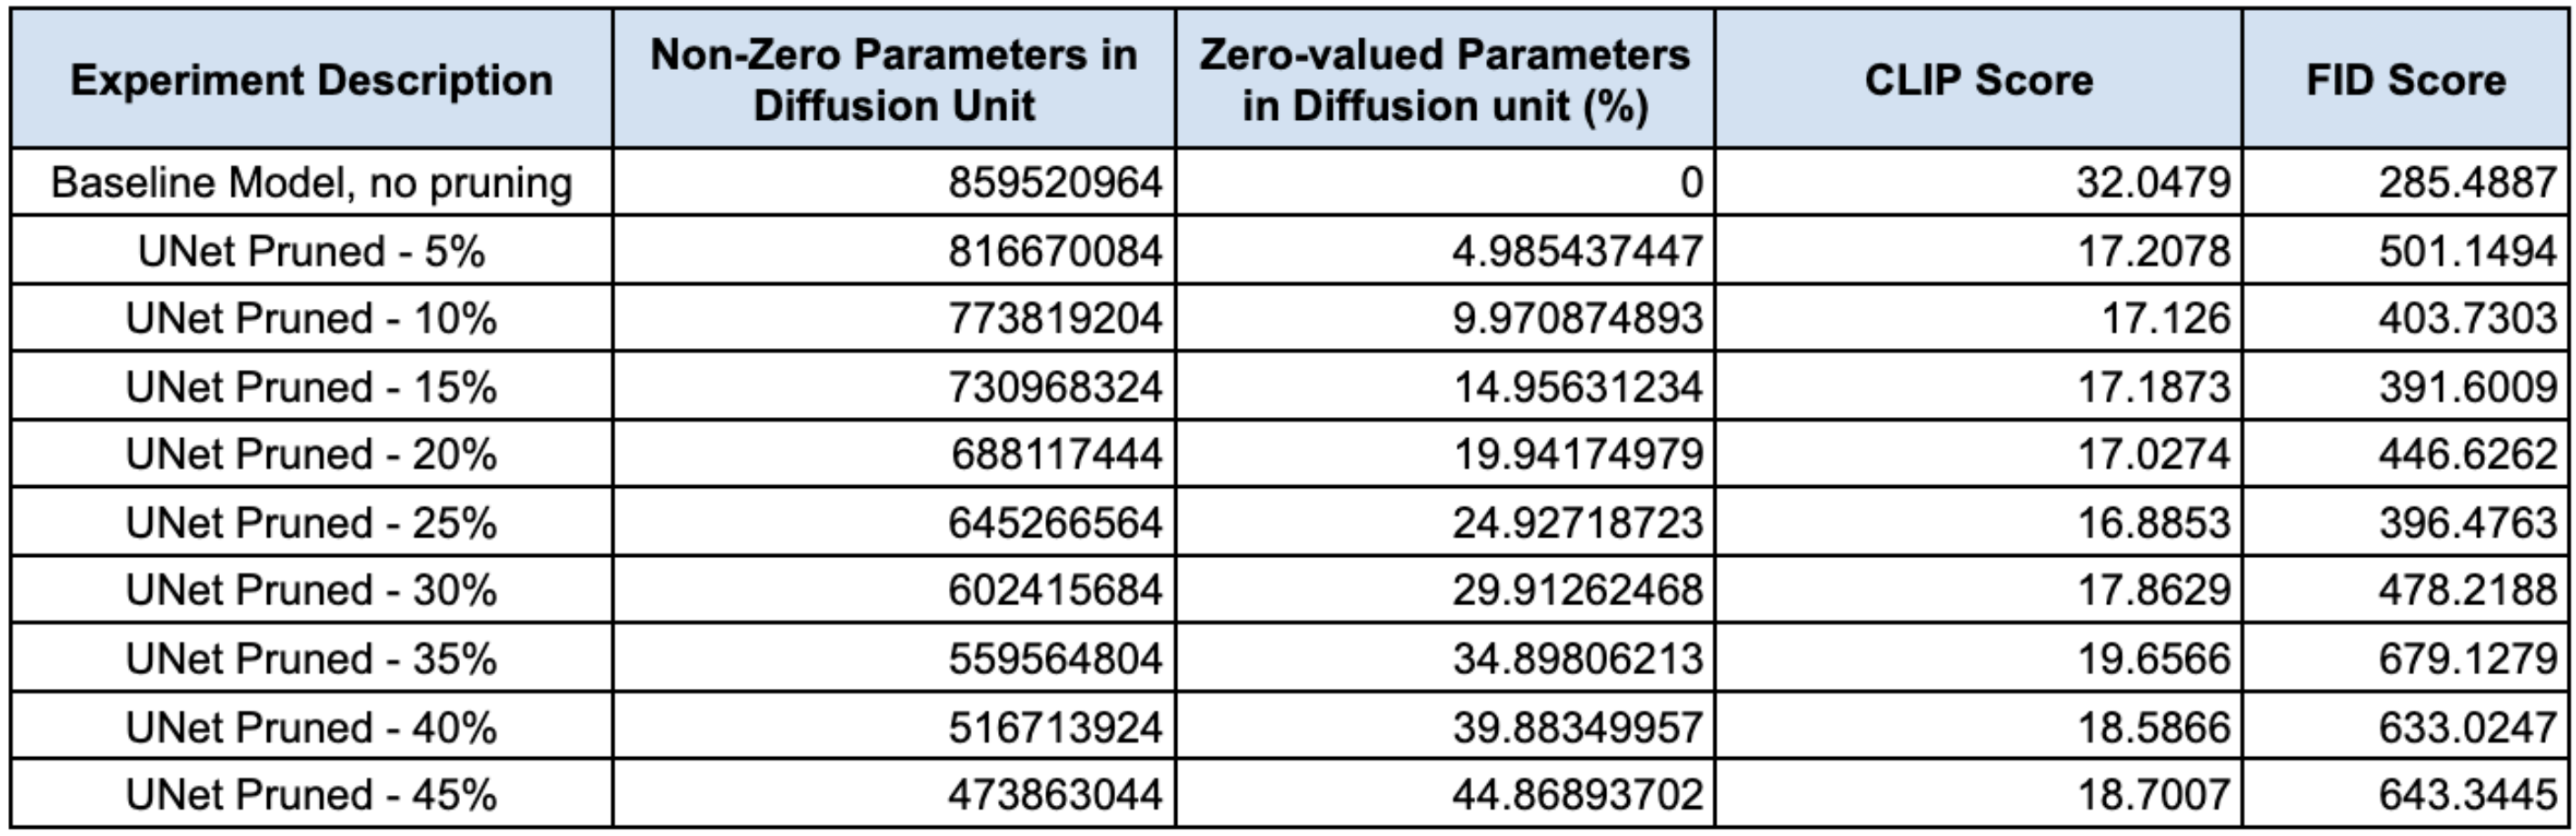 Experiment Description
Non-Zero Parameters in
Diffusion Unit
Zero-valued Parameters
in Diffusion unit (%)
CLIP Score
FID Score
Baseline Model, no pruning 859520964 0 32.0479 285.4887
UNet Pruned - 5% 816670084 4.985437447 17.2078 501.1494
UNet Pruned - 10% 773819204 9.970874893 17.126 403.7303
UNet Pruned - 15% 730968324 14.95631234 17.1873 391.6009
UNet Pruned - 20% 688117444 19.94174979 17.0274 446.6262
UNet Pruned - 25% 645266564 24.92718723 16.8853 396.4763
UNet Pruned - 30% 602415684 29.91262468 17.8629 478.2188
UNet Pruned - 35% 559564804 34.89806213 19.6566 679.1279
UNet Pruned - 40% 516713924 39.88349957 18.5866 633.0247
UNet Pruned - 45% 473863044 44.86893702 18.7007 643.3445